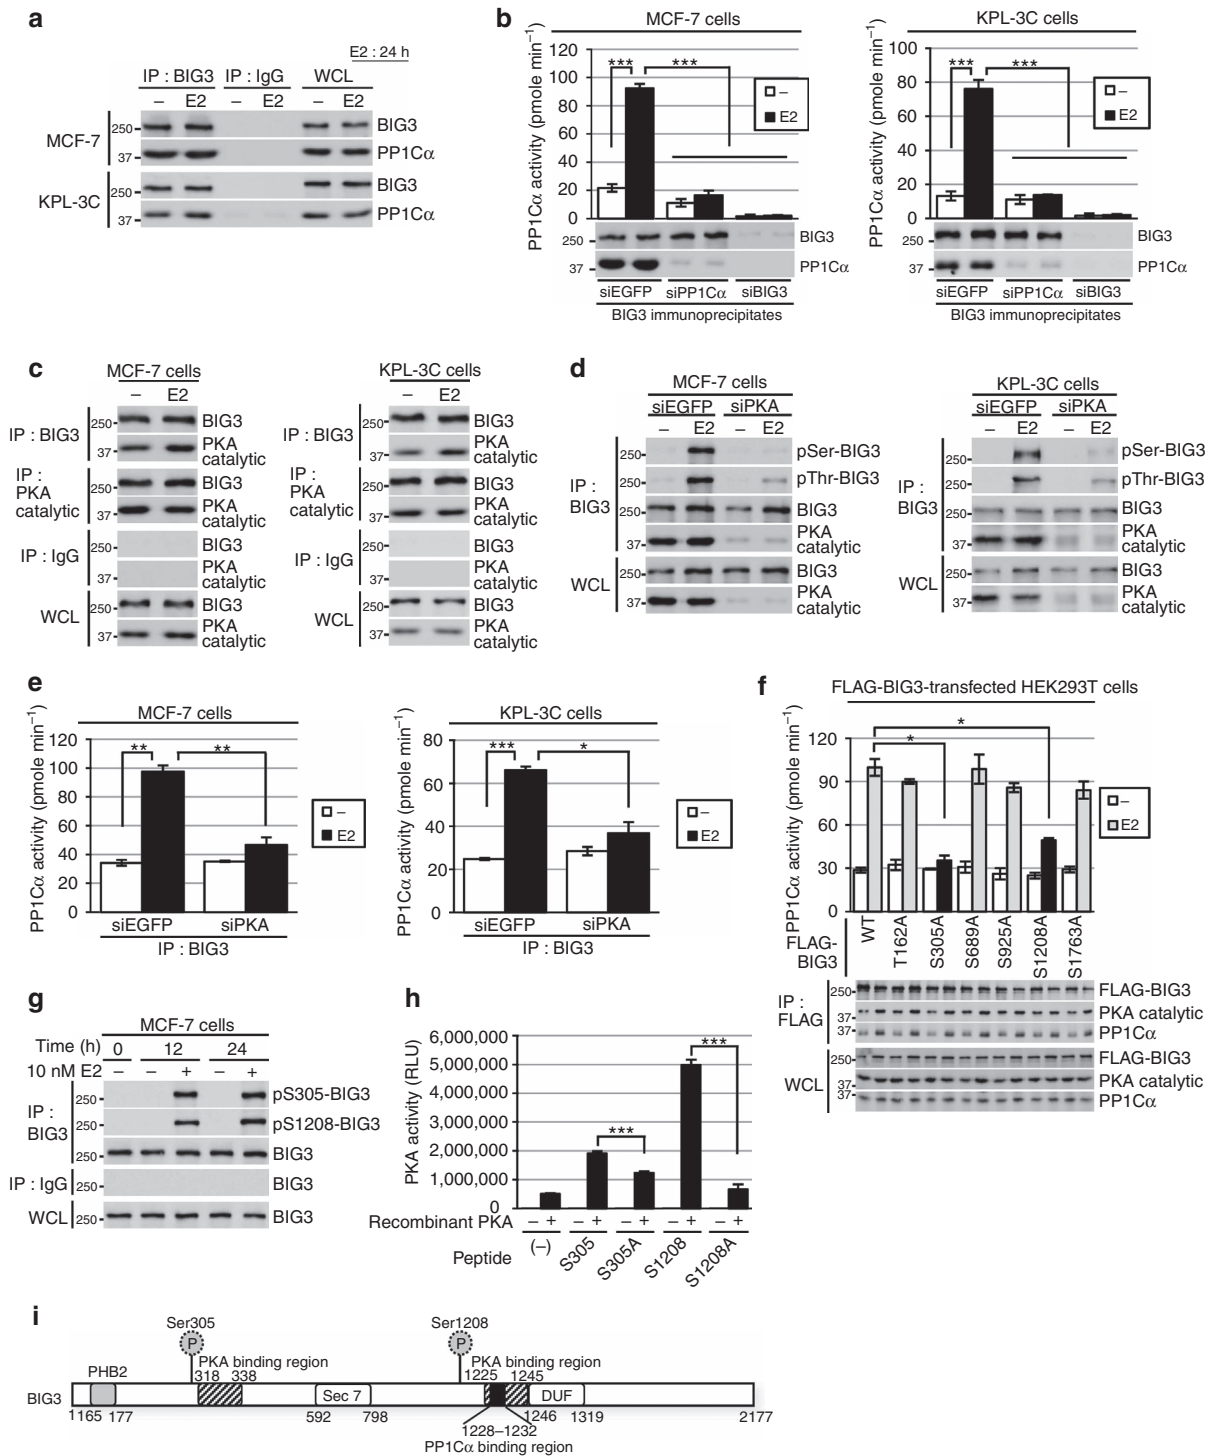 a
E2 : 24 h
IP : BIG3 IP : IgG WCL
– E2 – E2 – E2
MCF-7
250
BIG3
37
PP1Cα
KPL-3C
250
BIG3
37
PP1Cα
b
MCF-7 cells
PP1Cα activity (pmole min⁻¹)
120
100
80
60
40
20
0
*** ***
–
E2
250
BIG3
37
PP1Cα
siEGFP siPP1Cα siBIG3
BIG3 immunoprecipitates
KPL-3C cells
PP1Cα activity (pmole min⁻¹)
100
80
60
40
20
0
*** ***
–
E2
250
BIG3
37
PP1Cα
siEGFP siPP1Cα siBIG3
BIG3 immunoprecipitates
c
MCF-7 cells
– E2
IP : BIG3
250
BIG3
37
PKA
catalytic
IP :
PKA
catalytic
250
BIG3
37
PKA
catalytic
IP : IgG
250
BIG3
37
PKA
catalytic
WCL
250
BIG3
37
PKA
catalytic
KPL-3C cells
– E2
IP : BIG3
250
BIG3
37
PKA
catalytic
IP :
PKA
catalytic
250
BIG3
37
PKA
catalytic
IP : IgG
250
BIG3
37
PKA
catalytic
WCL
250
BIG3
37
PKA
catalytic
d
MCF-7 cells
siEGFP siPKA
– E2 – E2
IP :
BIG3
250
pSer-BIG3
250
pThr-BIG3
250
BIG3
37
PKA
catalytic
WCL
250
BIG3
37
PKA
catalytic
KPL-3C cells
siEGFP siPKA
– E2 – E2
IP :
BIG3
250
pSer-BIG3
250
pThr-BIG3
250
BIG3
37
PKA
catalytic
WCL
250
BIG3
37
PKA
catalytic
e
MCF-7 cells
PP1Cα activity (pmole min⁻¹)
120
100
80
60
40
20
0
** **
–
E2
siEGFP siPKA
IP : BIG3
KPL-3C cells
PP1Cα activity (pmole min⁻¹)
80
60
40
20
0
*** *
–
E2
siEGFP siPKA
IP : BIG3
f
FLAG-BIG3-transfected HEK293T cells
PP1Cα activity (pmole min⁻¹)
120
90
60
30
0
*
*
–
E2
FLAG-
BIG3
WT T162A S305A S689A S925A S1208A S1763A
IP :
FLAG
250
FLAG-BIG3
37
PKA catalytic
37
PP1Cα
WCL
250
FLAG-BIG3
37
PKA catalytic
37
PP1Cα
g
MCF-7 cells
Time (h) 0 12 24
10 nM E2 – – + – +
IP :
BIG3
250
pS305-BIG3
250
pS1208-BIG3
BIG3
IP : IgG
250
BIG3
WCL
250
BIG3
h
PKA activity (RLU)
6,000,000
5,000,000
4,000,000
3,000,000
2,000,000
1,000,000
0
*** ***
Recombinant PKA – + – + – + – + – +
Peptide (–) S305 S305A S1208 S1208A
i
Ser305 Ser1208
P P
PHB2
PKA binding region
318 338
PKA binding region
1225 1245
BIG3
Sec 7 DUF
1 165 177 592 798 1246 1319 2177
1228–1232
PP1Cα binding region